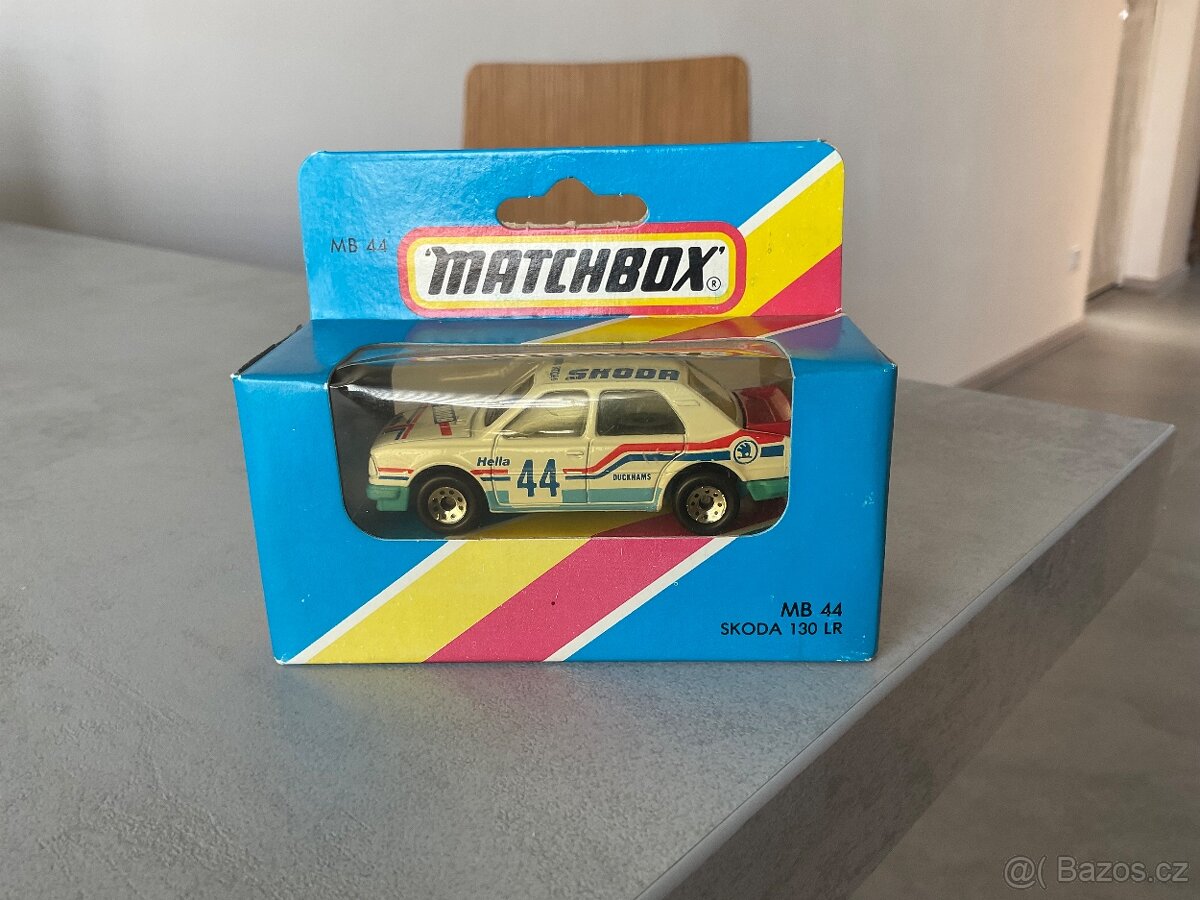 MB 44
"MATCHBOX"®
SKODA
Hella
44
DUCKHAMS
MB 44
SKODA 130 LR
@( Bazos.cz